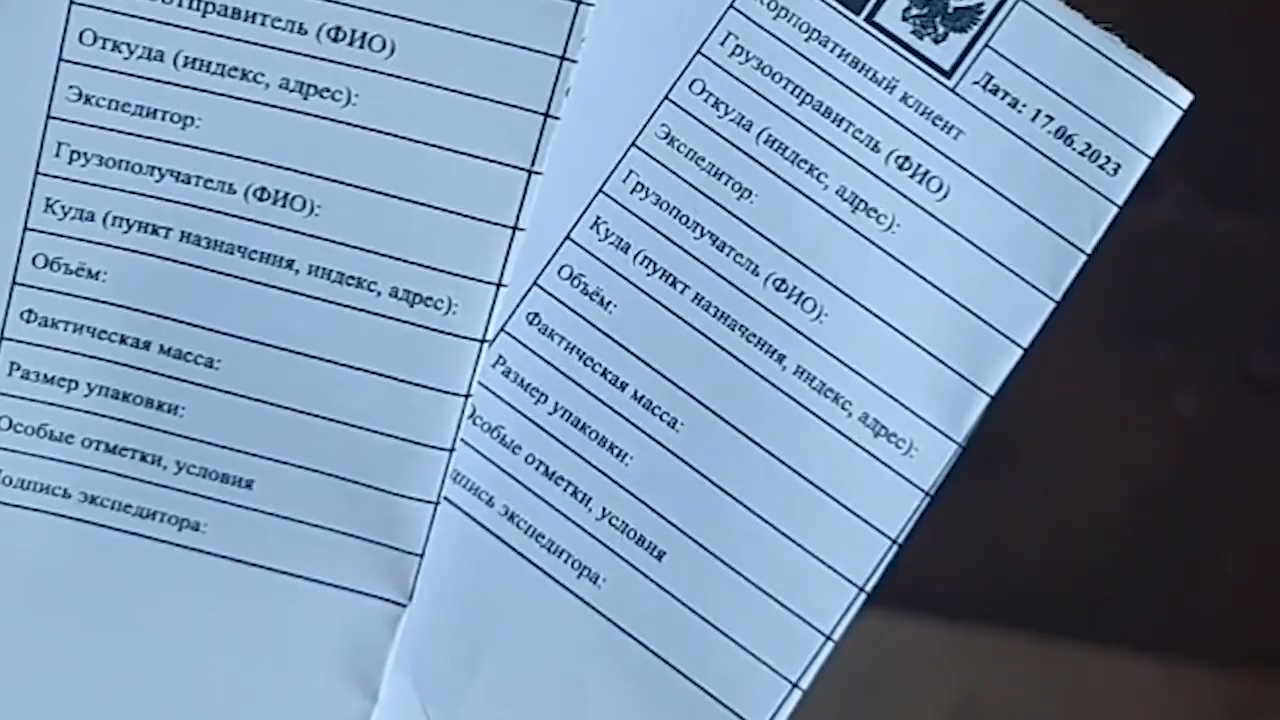 Грузоотправитель (ФИО)
Откуда (индекс, адрес):
Экспедитор:
Грузополучатель (ФИО):
Куда (пункт назначения, индекс, адрес):
Объём:
Фактическая масса:
Размер упаковки:
Особые отметки, условия
Подпись экспедитора:
Дата: 17.06.2023
Корпоративный клиент
Грузоотправитель (ФИО)
Откуда (индекс, адрес):
Экспедитор:
Грузополучатель (ФИО):
Куда (пункт назначения, индекс, адрес):
Объём:
Фактическая масса:
Размер упаковки:
Особые отметки, условия
дпись экспедитора: